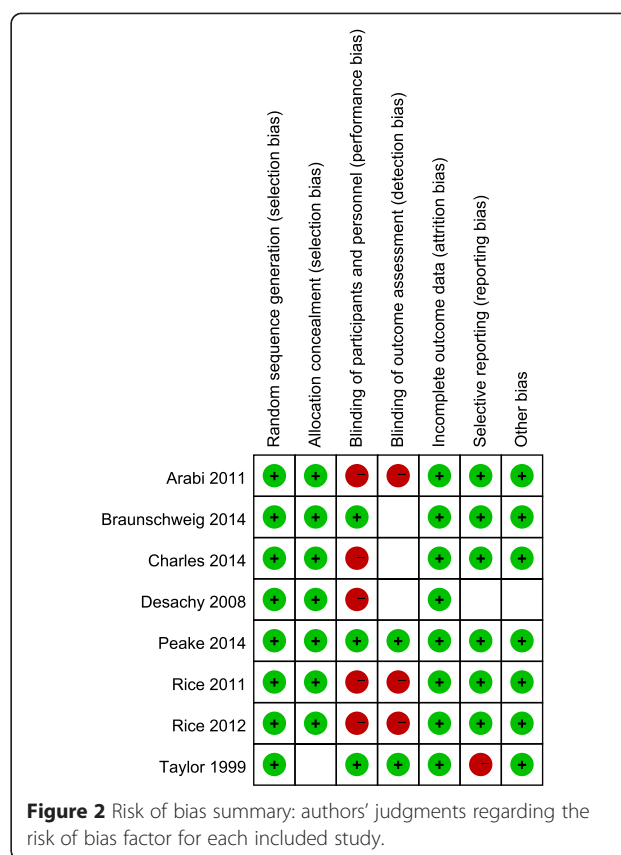 Random sequence generation (selection bias)
Allocation concealment (selection bias)
Blinding of participants and personnel (performance bias)
Blinding of outcome assessment (detection bias)
Incomplete outcome data (attrition bias)
Selective reporting (reporting bias)
Other bias
Arabi 2011 + + - - + + +
Braunschweig 2014 + + + + + +
Charles 2014 + + - + + +
Desachy 2008 + + - +
Peake 2014 + + + + + + +
Rice 2011 + + - - + + +
Rice 2012 + + - - + + +
Taylor 1999 + + + + - +
Figure 2 Risk of bias summary: authors’ judgments regarding the
risk of bias factor for each included study.